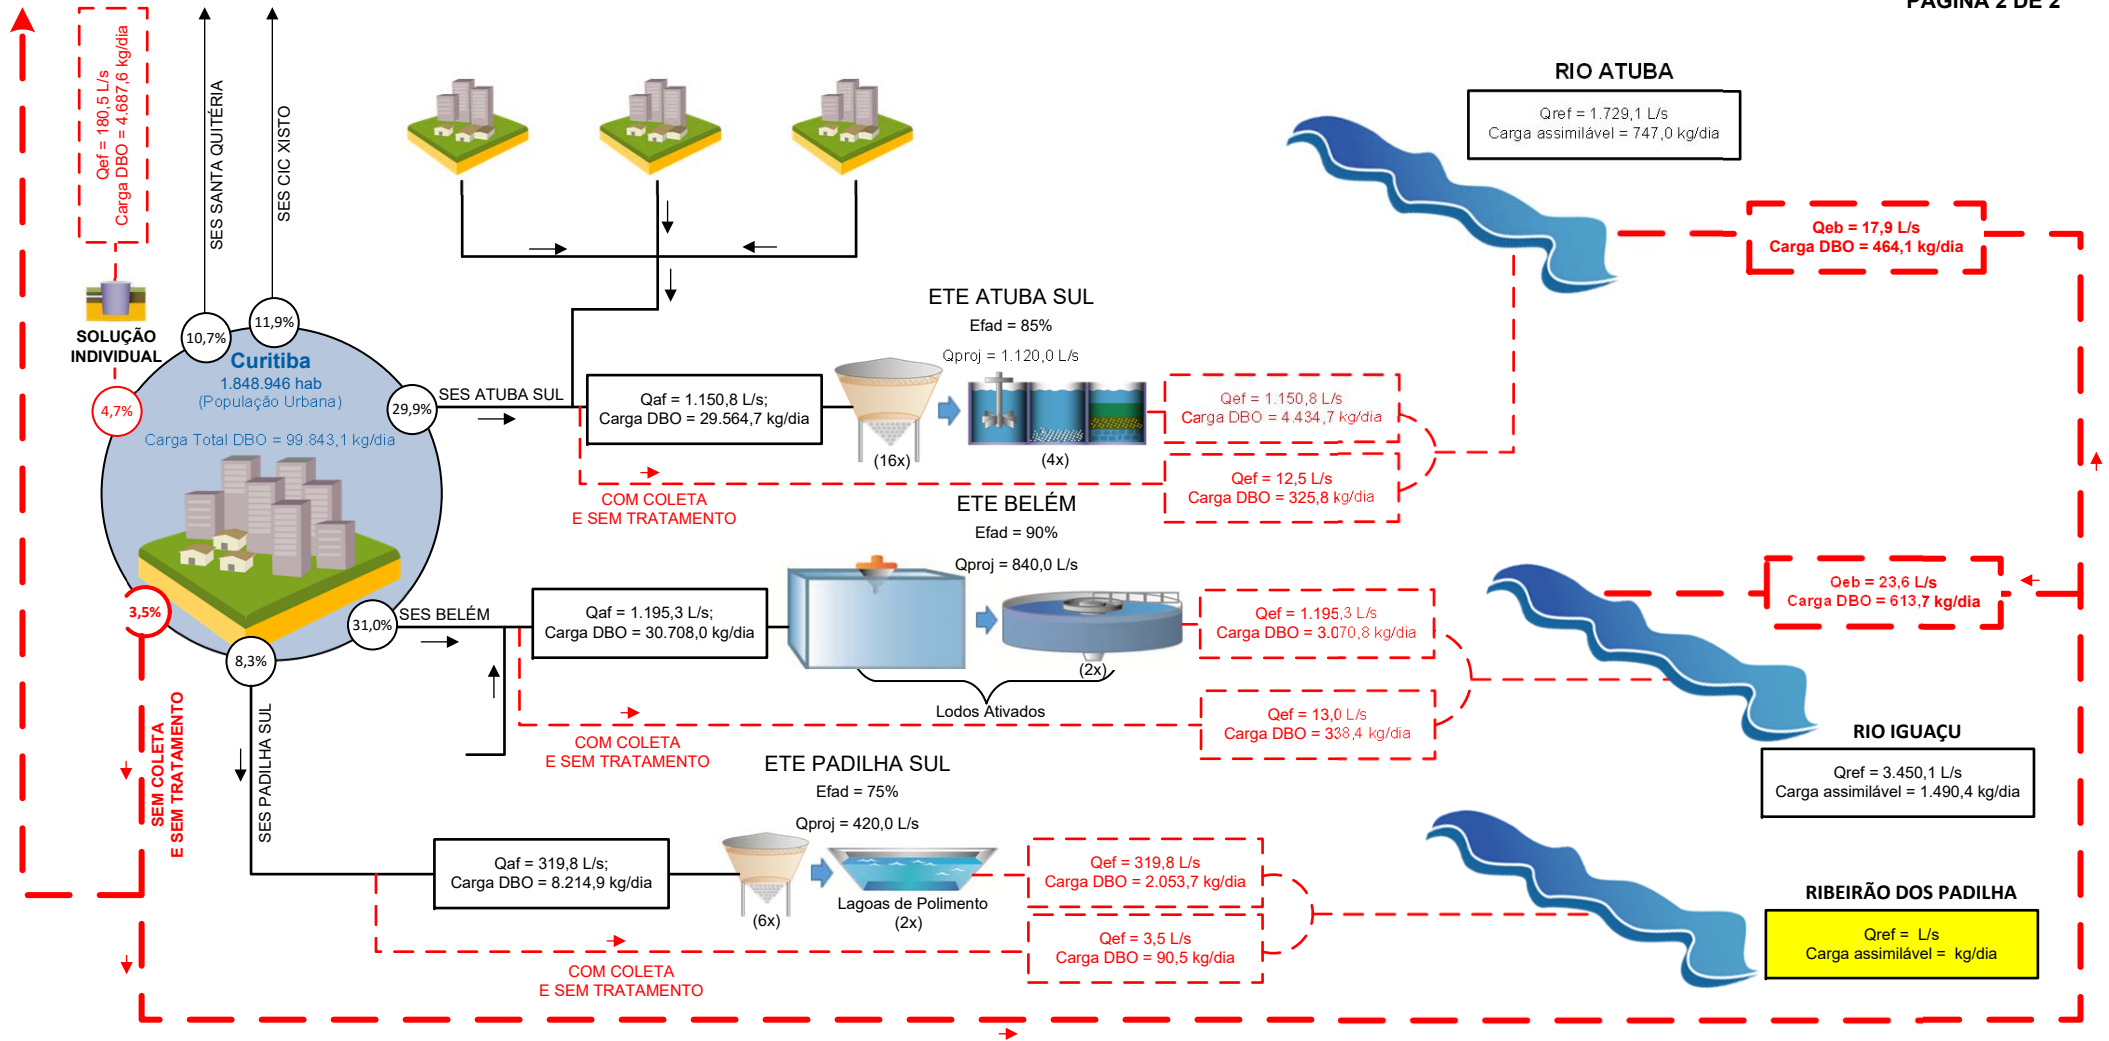 PÁGINA 2 DE 2
Qef = 180,5 L/s
Carga DBO = 4.687,6 kg/dia
SES SANTA QUITÉRIA
SES CIC XISTO
SOLUÇÃO
INDIVIDUAL
10,7%
11,9%
4,7%
29,9%
3,5%
31,0%
8,3%
Curitiba
1.848.946 hab
(População Urbana)
Carga Total DBO = 99.843,1 kg/dia
SES ATUBA SUL
Qaf = 1.150,8 L/s;
Carga DBO = 29.564,7 kg/dia
ETE ATUBA SUL
Efad = 85%
Qproj = 1.120,0 L/s
(16x)
(4x)
Qef = 1.150,8 L/s
Carga DBO = 4.434,7 kg/dia
COM COLETA
E SEM TRATAMENTO
Qef = 12,5 L/s
Carga DBO = 325,8 kg/dia
RIO ATUBA
Qref = 1.729,1 L/s
Carga assimilável = 747,0 kg/dia
Qeb = 17,9 L/s
Carga DBO = 464,1 kg/dia
SES BELÉM
Qaf = 1.195,3 L/s;
Carga DBO = 30.708,0 kg/dia
ETE BELÉM
Efad = 90%
Qproj = 840,0 L/s
(2x)
Lodos Ativados
Qef = 1.195,3 L/s
Carga DBO = 3.070,8 kg/dia
COM COLETA
E SEM TRATAMENTO
Qef = 13,0 L/s
Carga DBO = 338,4 kg/dia
Qeb = 23,6 L/s
Carga DBO = 613,7 kg/dia
RIO IGUAÇU
Qref = 3.450,1 L/s
Carga assimilável = 1.490,4 kg/dia
SEM COLETA
E SEM TRATAMENTO
SES PADILHA SUL
Qaf = 319,8 L/s;
Carga DBO = 8.214,9 kg/dia
ETE PADILHA SUL
Efad = 75%
Qproj = 420,0 L/s
(6x)
Lagoas de Polimento
(2x)
Qef = 319,8 L/s
Carga DBO = 2.053,7 kg/dia
COM COLETA
E SEM TRATAMENTO
Qef = 3,5 L/s
Carga DBO = 90,5 kg/dia
RIBEIRÃO DOS PADILHA
Qref =  L/s
Carga assimilável =  kg/dia